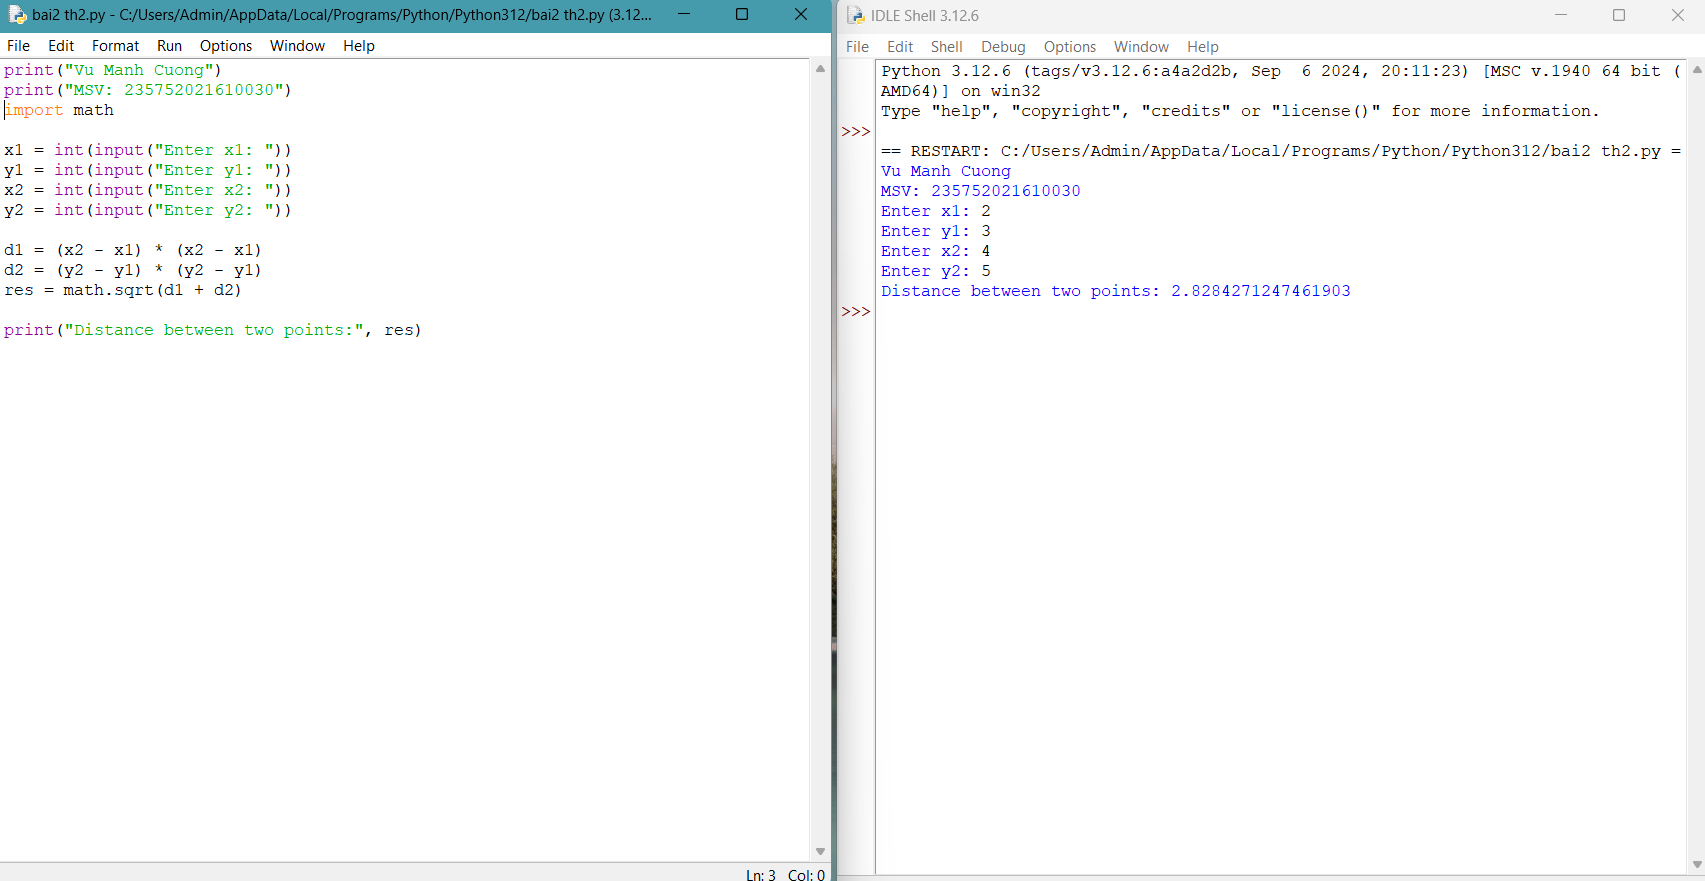 bai2 th2.py - C:/Users/Admin/AppData/Local/Programs/Python/Python312/bai2 th2.py (3.12...
File Edit Format Run Options Window Help
print("Vu Manh Cuong")
print("MSV: 235752021610030")
import math
x1 = int(input("Enter x1: "))
y1 = int(input("Enter y1: "))
x2 = int(input("Enter x2: "))
y2 = int(input("Enter y2: "))
d1 = (x2 - x1) * (x2 - x1)
d2 = (y2 - y1) * (y2 - y1)
res = math.sqrt(d1 + d2)
print("Distance between two points:", res)
Ln: 3 Col: 0
IDLE Shell 3.12.6
File Edit Shell Debug Options Window Help
Python 3.12.6 (tags/v3.12.6:a4a2d2b, Sep  6 2024, 20:11:23) [MSC v.1940 64 bit (
AMD64)] on win32
Type "help", "copyright", "credits" or "license()" for more information.
>>>
== RESTART: C:/Users/Admin/AppData/Local/Programs/Python/Python312/bai2 th2.py =
Vu Manh Cuong
MSV: 235752021610030
Enter x1: 2
Enter y1: 3
Enter x2: 4
Enter y2: 5
Distance between two points: 2.8284271247461903
>>>